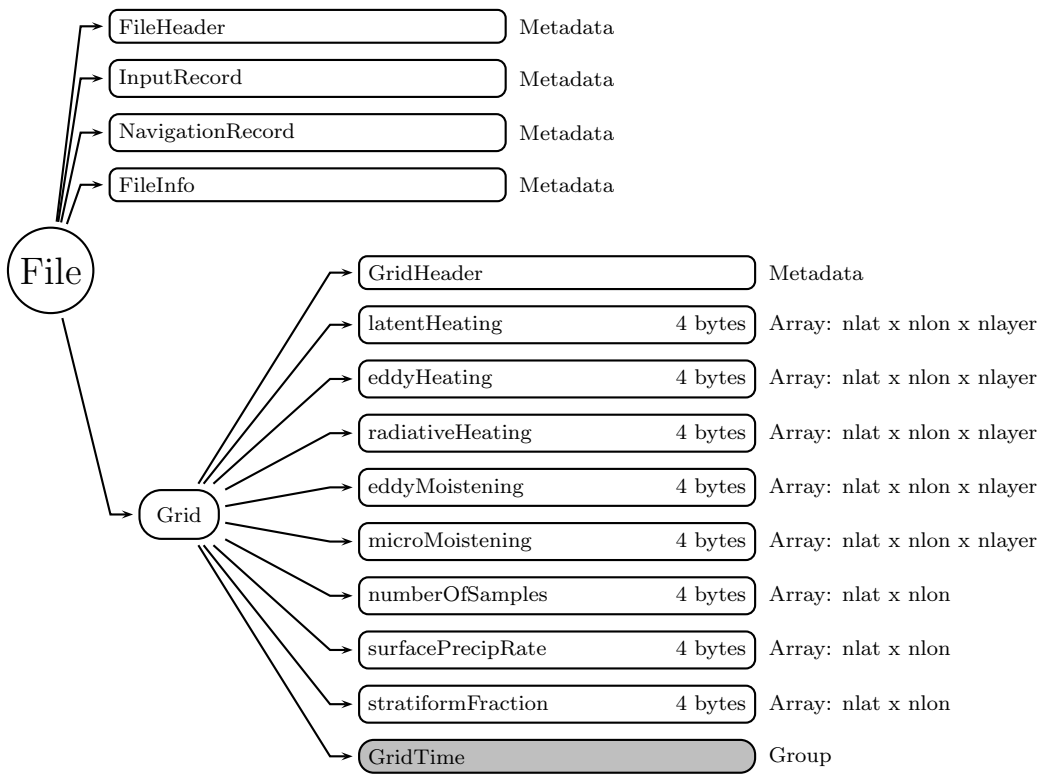 FileHeader Metadata
InputRecord Metadata
NavigationRecord Metadata
FileInfo Metadata
File
GridHeader Metadata
latentHeating 4 bytes Array: nlat x nlon x nlayer
eddyHeating 4 bytes Array: nlat x nlon x nlayer
radiativeHeating 4 bytes Array: nlat x nlon x nlayer
eddyMoistening 4 bytes Array: nlat x nlon x nlayer
Grid
microMoistening 4 bytes Array: nlat x nlon x nlayer
numberOfSamples 4 bytes Array: nlat x nlon
surfacePrecipRate 4 bytes Array: nlat x nlon
stratiformFraction 4 bytes Array: nlat x nlon
GridTime Group